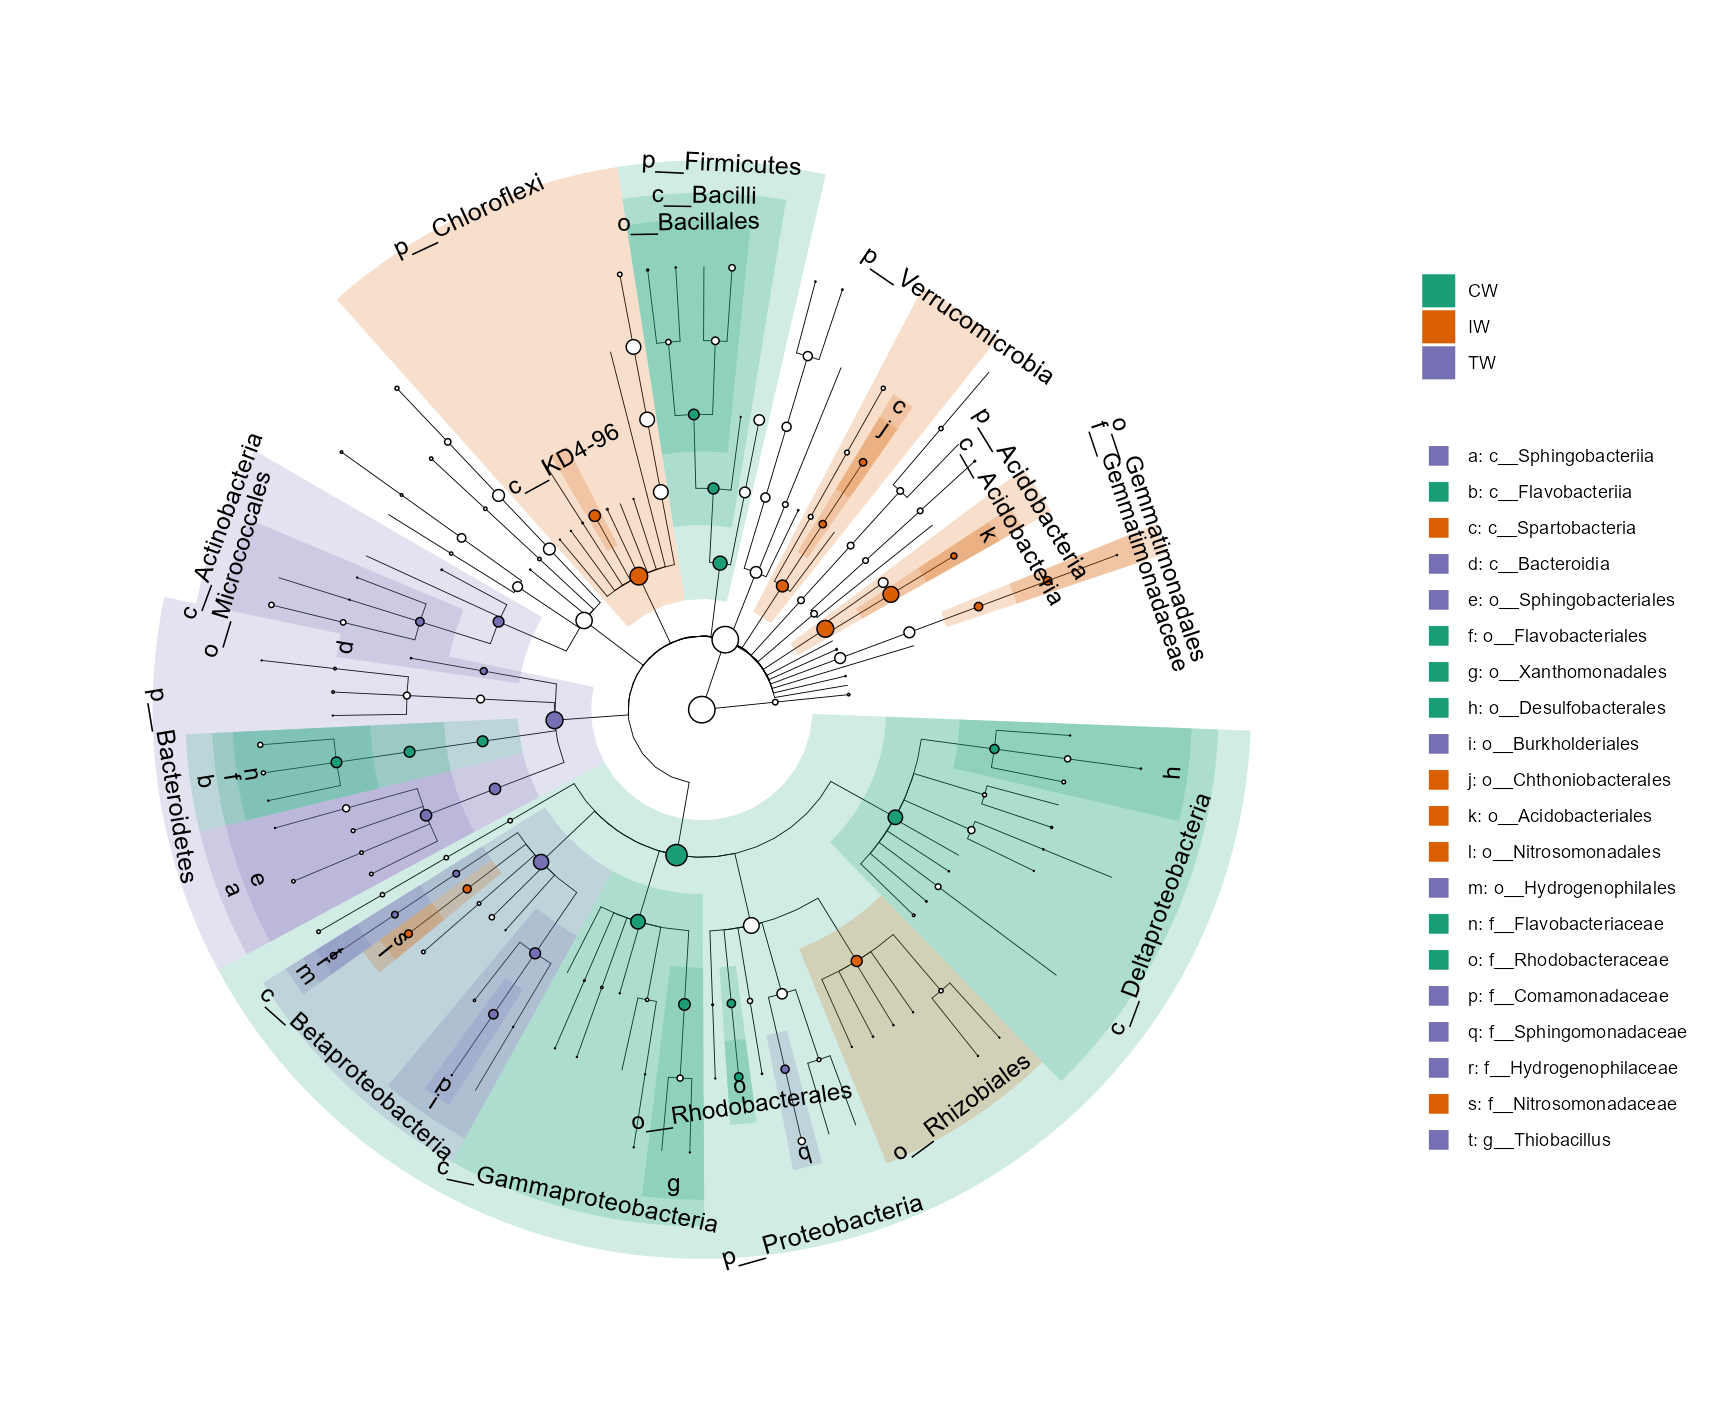 p__Firmicutes
c__Bacilli
o__Bacillales
p__Chloroflexi
c__KD4-96
p__Verrucomicrobia
c
j
p__Acidobacteria
c__Acidobacteria
k
o__Gemmatimonadales
f__Gemmatimonadaceae
c__Actinobacteria
o__Micrococcales
d
p__Bacteroidetes
b
f
n
a
e
m
r
t
l
s
c__Betaproteobacteria
p
i
c__Gammaproteobacteria
g
o__Rhodobacterales
o
q
o__Rhizobiales
p__Proteobacteria
c__Deltaproteobacteria
h
CW
IW
TW
a: c__Sphingobacteriia
b: c__Flavobacteriia
c: c__Spartobacteria
d: c__Bacteroidia
e: o__Sphingobacteriales
f: o__Flavobacteriales
g: o__Xanthomonadales
h: o__Desulfobacterales
i: o__Burkholderiales
j: o__Chthoniobacterales
k: o__Acidobacteriales
l: o__Nitrosomonadales
m: o__Hydrogenophilales
n: f__Flavobacteriaceae
o: f__Rhodobacteraceae
p: f__Comamonadaceae
q: f__Sphingomonadaceae
r: f__Hydrogenophilaceae
s: f__Nitrosomonadaceae
t: g__Thiobacillus